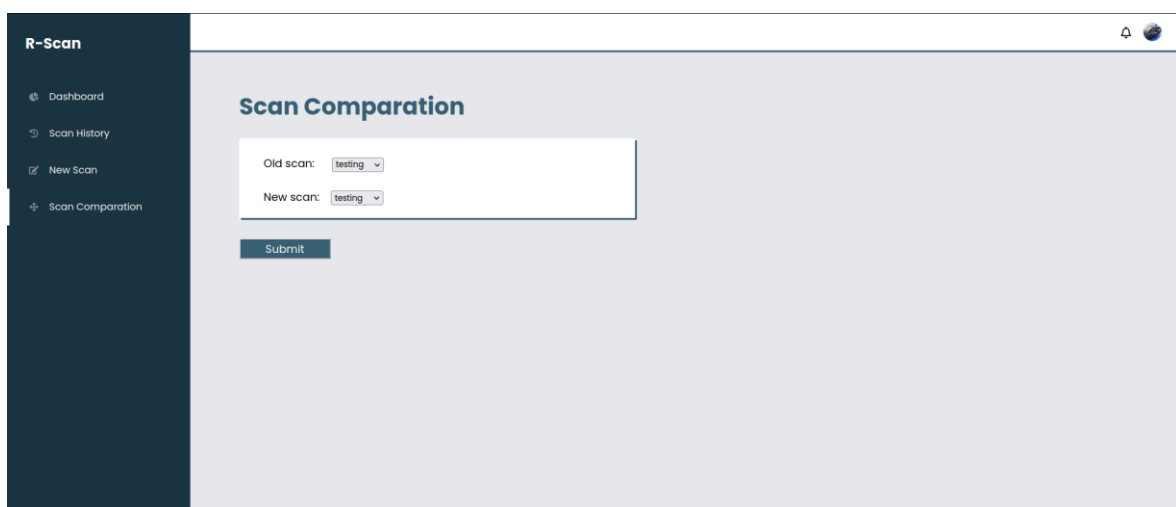 R-Scan
Dashboard
Scan History
New Scan
Scan Comparation
Scan Comparation
Old scan: testing
New scan: testing
Submit